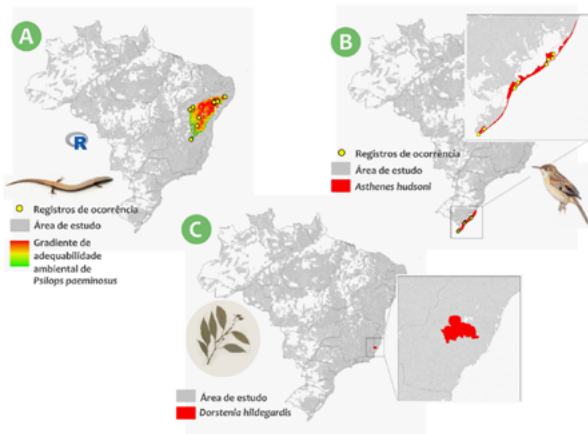 A
R
Registros de ocorrência
Área de estudo
Gradiente de
adequabilidade
ambiental de
Psilops paeminosus
B
Registros de ocorrência
Área de estudo
Asthenes hudsoni
C
Área de estudo
Dorstenia hildegardis